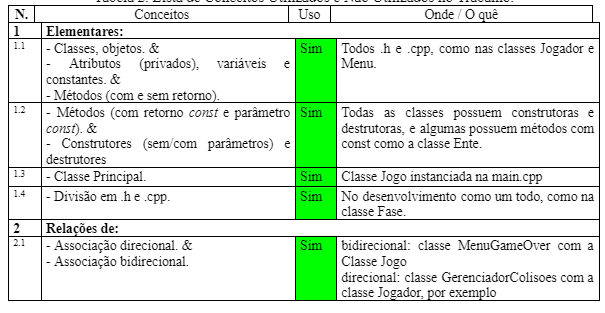 Tabela 2. Lista de Conceitos Utilizados e Não Utilizados no Trabalho.
N. Conceitos Uso Onde / O quê
1 Elementares:
1.1 - Classes, objetos. & Sim Todos .h e .cpp, como nas classes Jogador e
- Atributos (privados), variáveis e Menu.
constantes. &
- Métodos (com e sem retorno).
1.2 - Métodos (com retorno const e parâmetro Sim Todas as classes possuem construtoras e
const). & destrutoras, e algumas possuem métodos com
- Construtores (sem/com parâmetros) e const como a classe Ente.
destrutores
1.3 - Classe Principal. Sim Classe Jogo instanciada na main.cpp
1.4 - Divisão em .h e .cpp. Sim No desenvolvimento como um todo, como na
classe Fase.
2 Relações de:
2.1 - Associação direcional. & Sim bidirecional: classe MenuGameOver com a
- Associação bidirecional. Classe Jogo
direcional: classe GerenciadorColisoes com a
classe Jogador, por exemplo